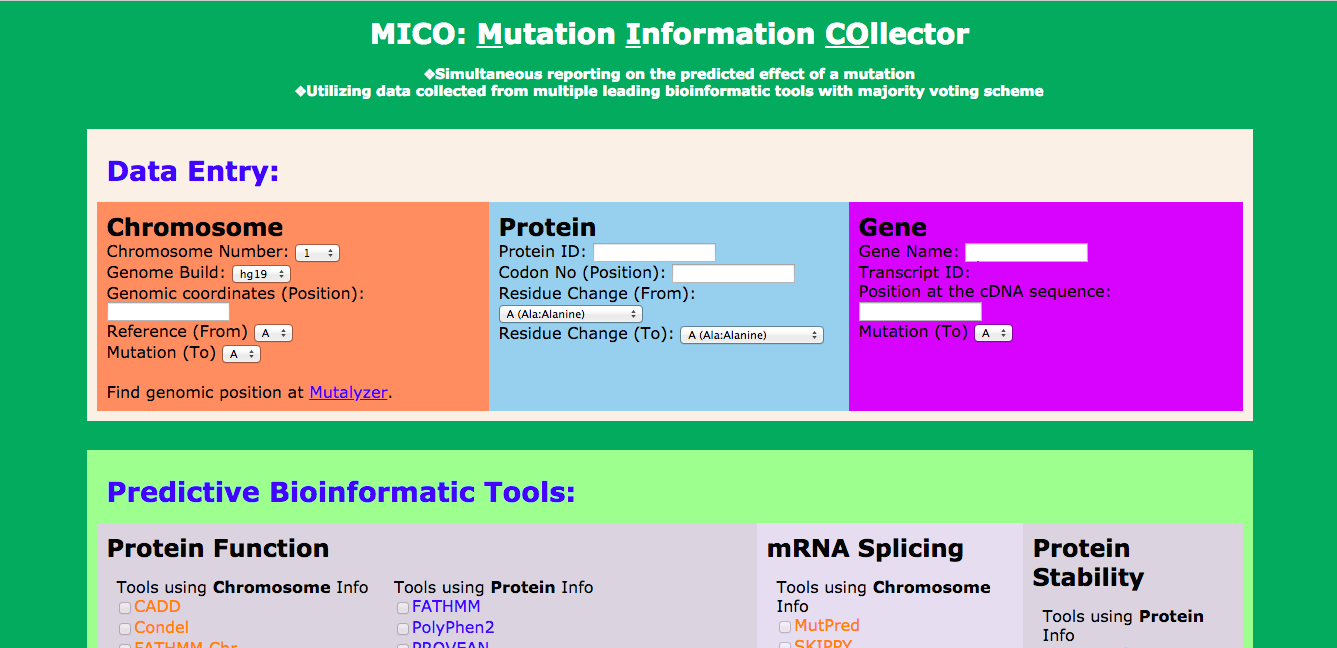 MICO: Mutation Information COllector
❖Simultaneous reporting on the predicted effect of a mutation
❖Utilizing data collected from multiple leading bioinformatic tools with majority voting scheme
Data Entry:
Chromosome
Chromosome Number: 1
Genome Build: hg19
Genomic coordinates (Position):
Reference (From) A
Mutation (To) A
Find genomic position at Mutalyzer.
Protein
Protein ID:
Codon No (Position):
Residue Change (From):
A (Ala:Alanine)
Residue Change (To): A (Ala:Alanine)
Gene
Gene Name:
Transcript ID:
Position at the cDNA sequence:
Mutation (To) A
Predictive Bioinformatic Tools:
Protein Function
Tools using Chromosome Info
CADD
Condel
FATHMM Chr
Tools using Protein Info
FATHMM
PolyPhen2
PROVEAN
mRNA Splicing
Tools using Chromosome
Info
MutPred
SKIPPY
Protein
Stability
Tools using Protein
Info